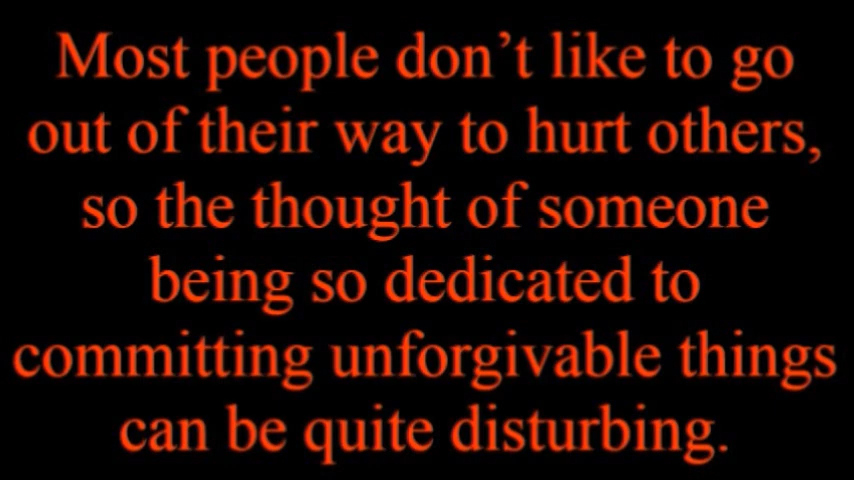 Most people don’t like to go
out of their way to hurt others,
so the thought of someone
being so dedicated to
committing unforgivable things
can be quite disturbing.